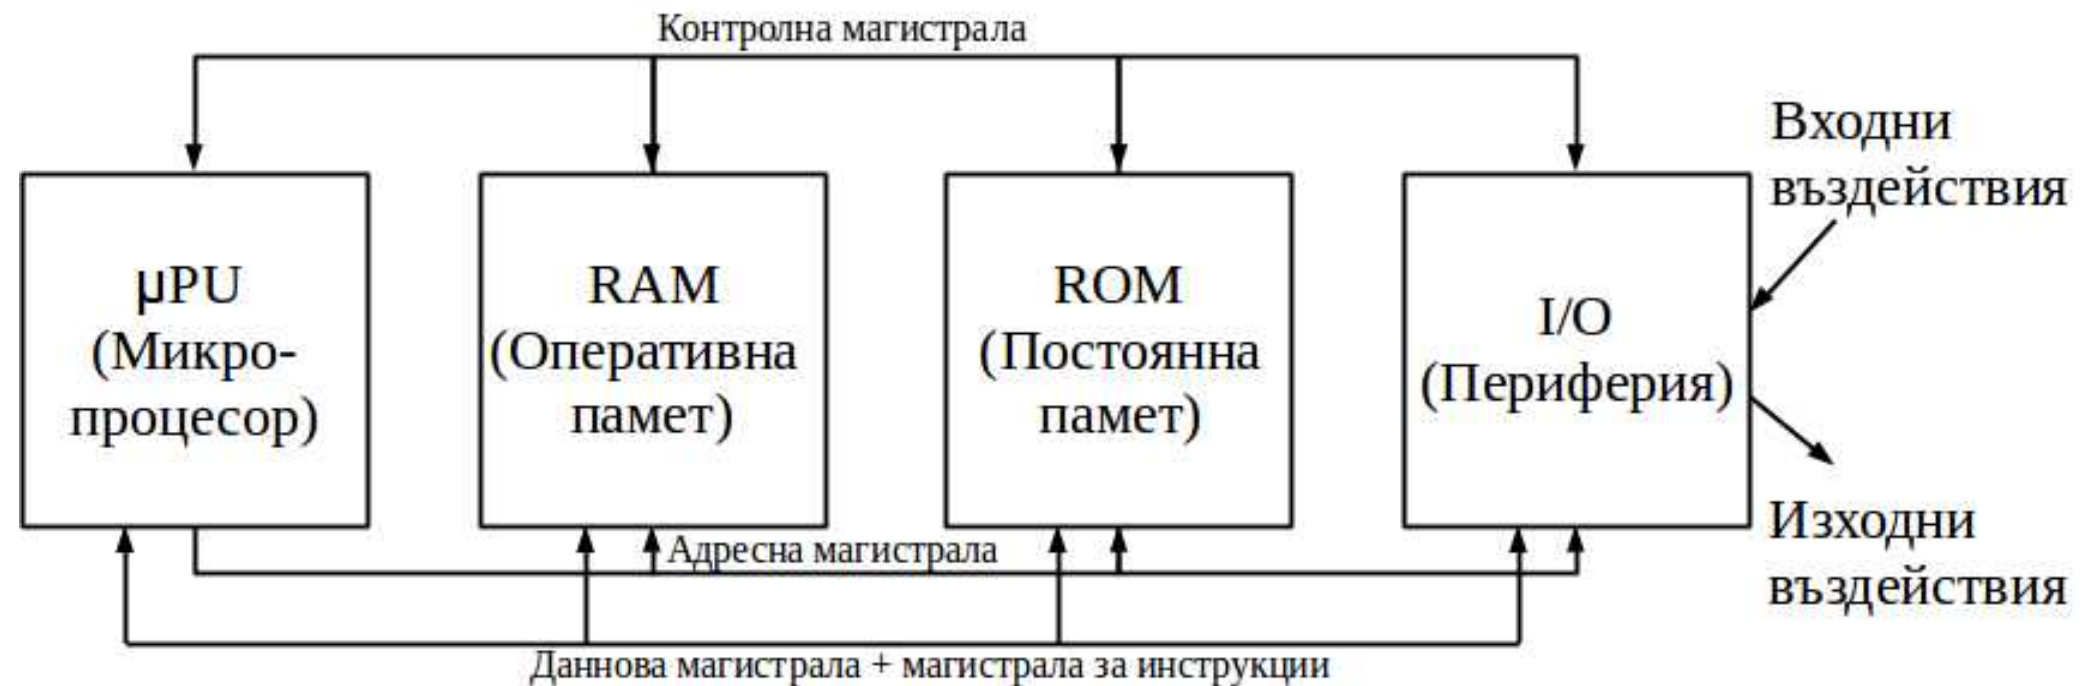 Контролна магистрала
µPU
(Микро-
процесор)
RAM
(Оперативна
памет)
ROM
(Постоянна
памет)
I/O
(Периферия)
Входни
въздействия
Изходни
въздействия
Адресна магистрала
Даннова магистрала + магистрала за инструкции